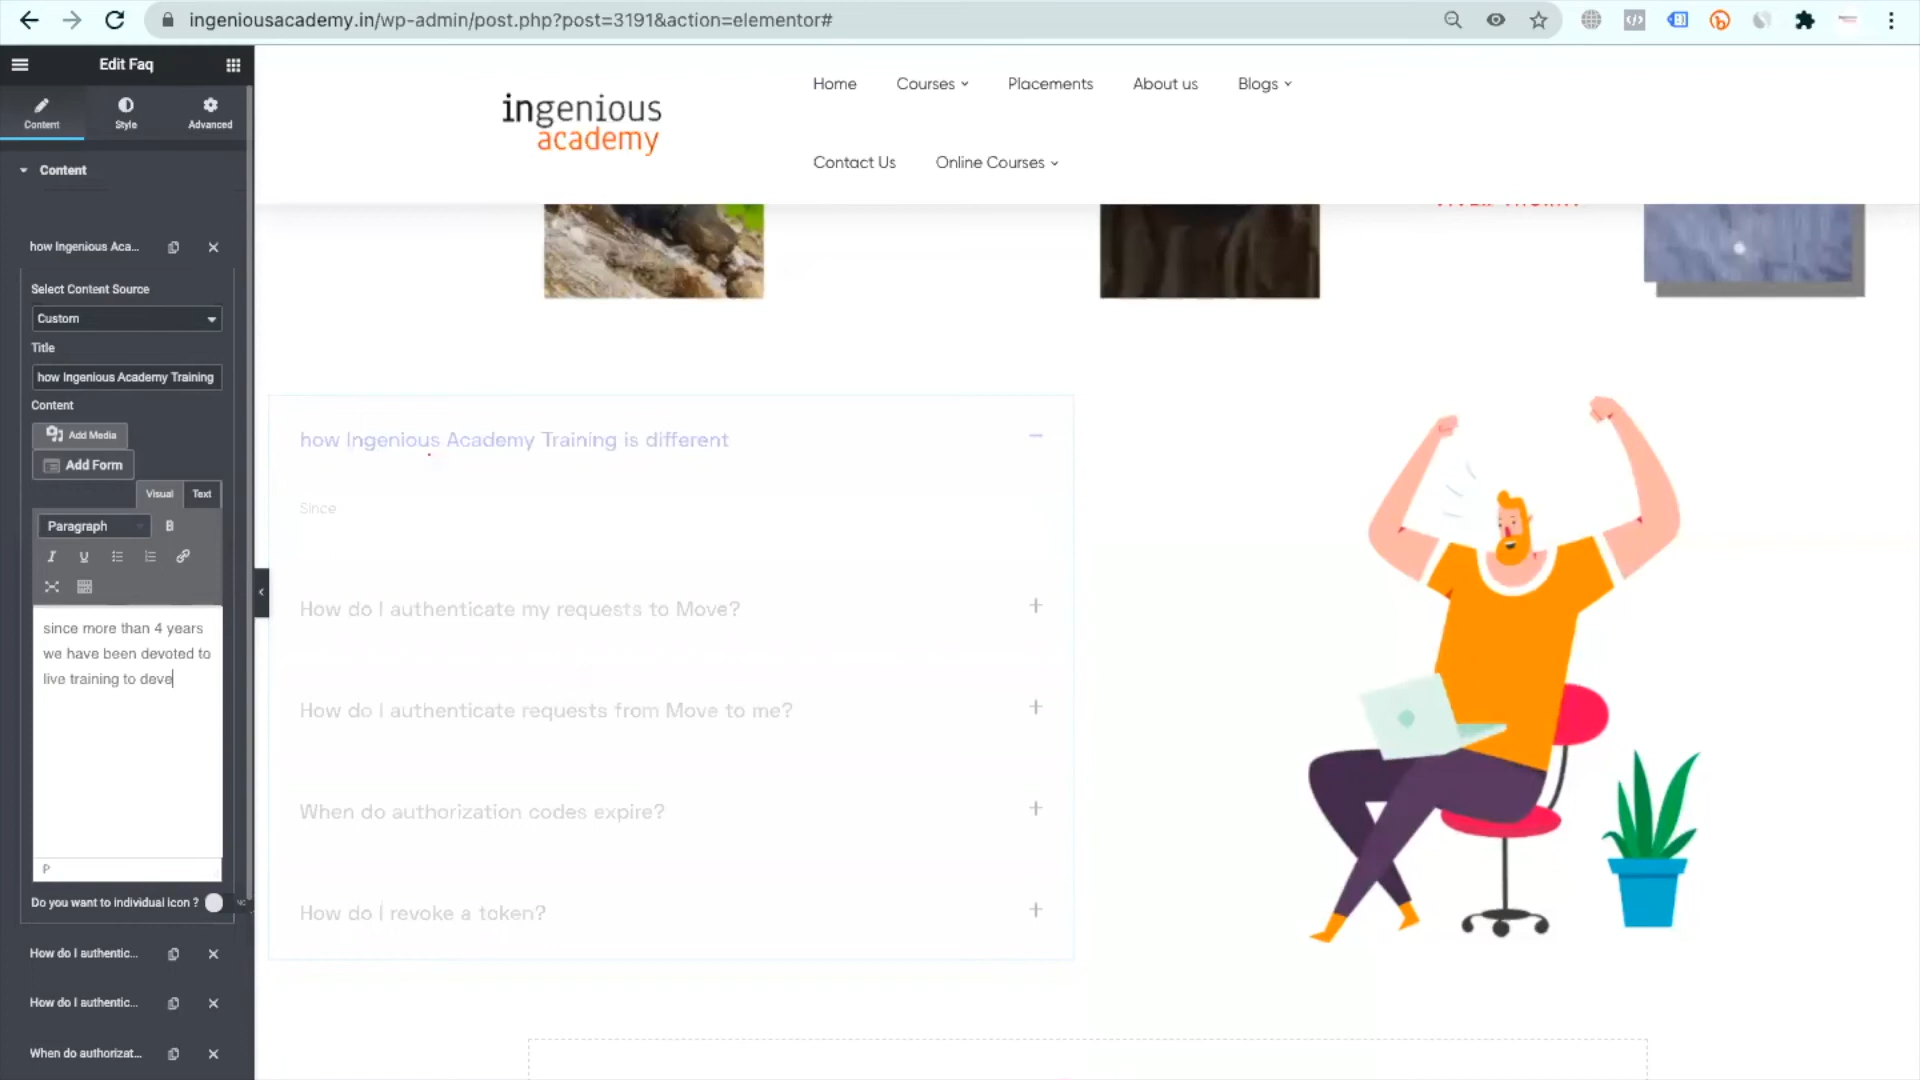 ingeniousacademy.in/wp-admin/post.php?post=3191&action=elementor#
Edit Faq
Content
Style
Advanced
Content
how Ingenious Aca...
Select Content Source
Custom
Title
how Ingenious Academy Training
Content
Add Media
Add Form
Visual
Text
Paragraph
B
I
U
since more than 4 years
we have been devoted to
live training to deve
P
Do you want to individual icon ?
How do I authentic...
How do I authentic...
When do authorizat...
ingenious
academy
Home
Courses
Placements
About us
Blogs
Contact Us
Online Courses
how Ingenious Academy Training is different
Since
How do I authenticate my requests to Move?
How do I authenticate requests from Move to me?
When do authorization codes expire?
How do I revoke a token?